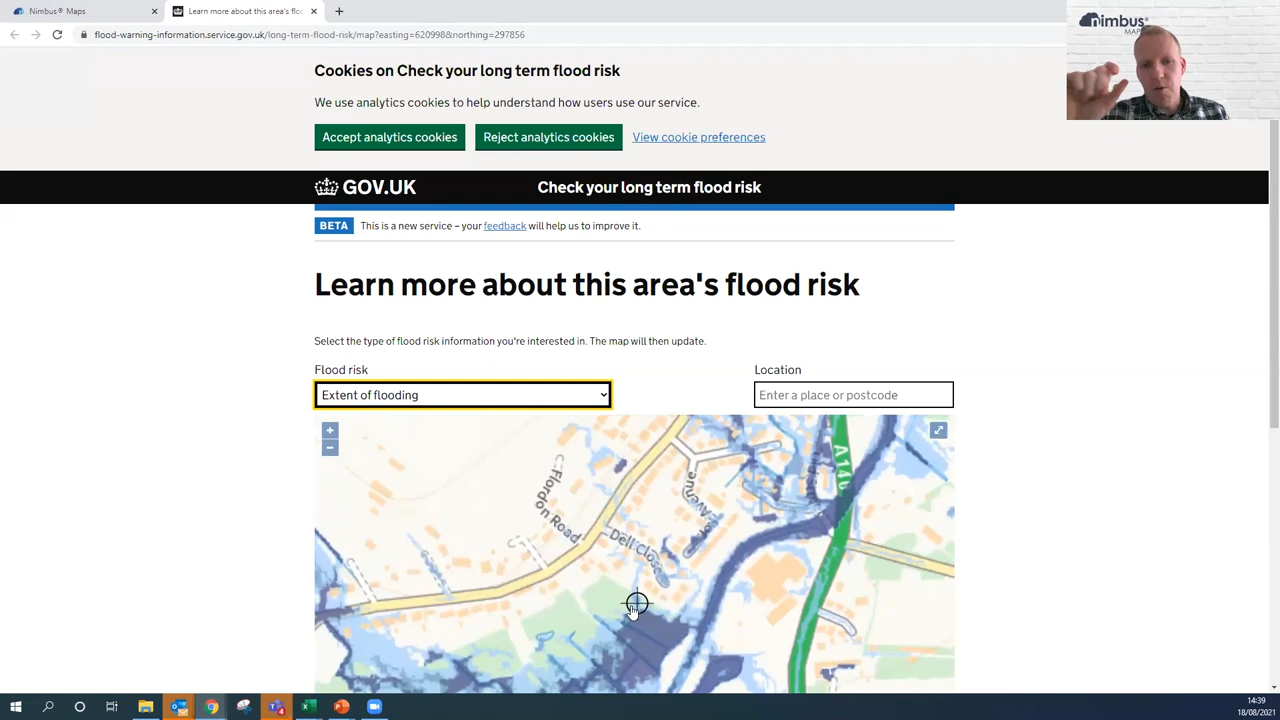 Nimbus® Maps
Learn more about this area's floo
flood-warning-information.service.gov.uk/long-term-flood-risk/map?easting=620998&northing=297856
nimbus®
MAPS
Cookies on Check your long term flood risk
We use analytics cookies to help understand how users use our service.
Accept analytics cookies
Reject analytics cookies
View cookie preferences
GOV.UK
Check your long term flood risk
BETA
This is a new service – your feedback will help us to improve it.
Learn more about this area's flood risk
Select the type of flood risk information you're interested in. The map will then update.
Flood risk
Location
Extent of flooding
Enter a place or postcode
+
−
A140
Flordon Road
Avenue
Dell Close
14:39
18/08/2021